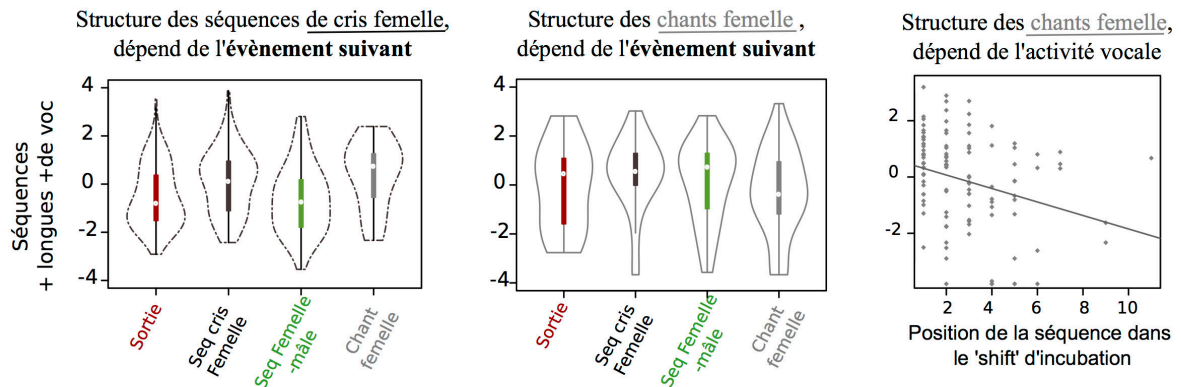 Structure des séquences de cris femelle,
dépend de l'évènement suivant
Structure des chants femelle ,
dépend de l'évènement suivant
Structure des chants femelle,
dépend de l'activité vocale
Séquences
+ longues +de voc
4
2
0
-2
-4
Sortie
Seq cris
Femelle
Seq Femelle
-mâle
Chant
femelle
4
2
0
-2
-4
Sortie
Seq cris
Femelle
Seq Femelle
-mâle
Chant
femelle
2
0
-2
2 4 6 8 10
Position de la séquence dans
le 'shift' d'incubation